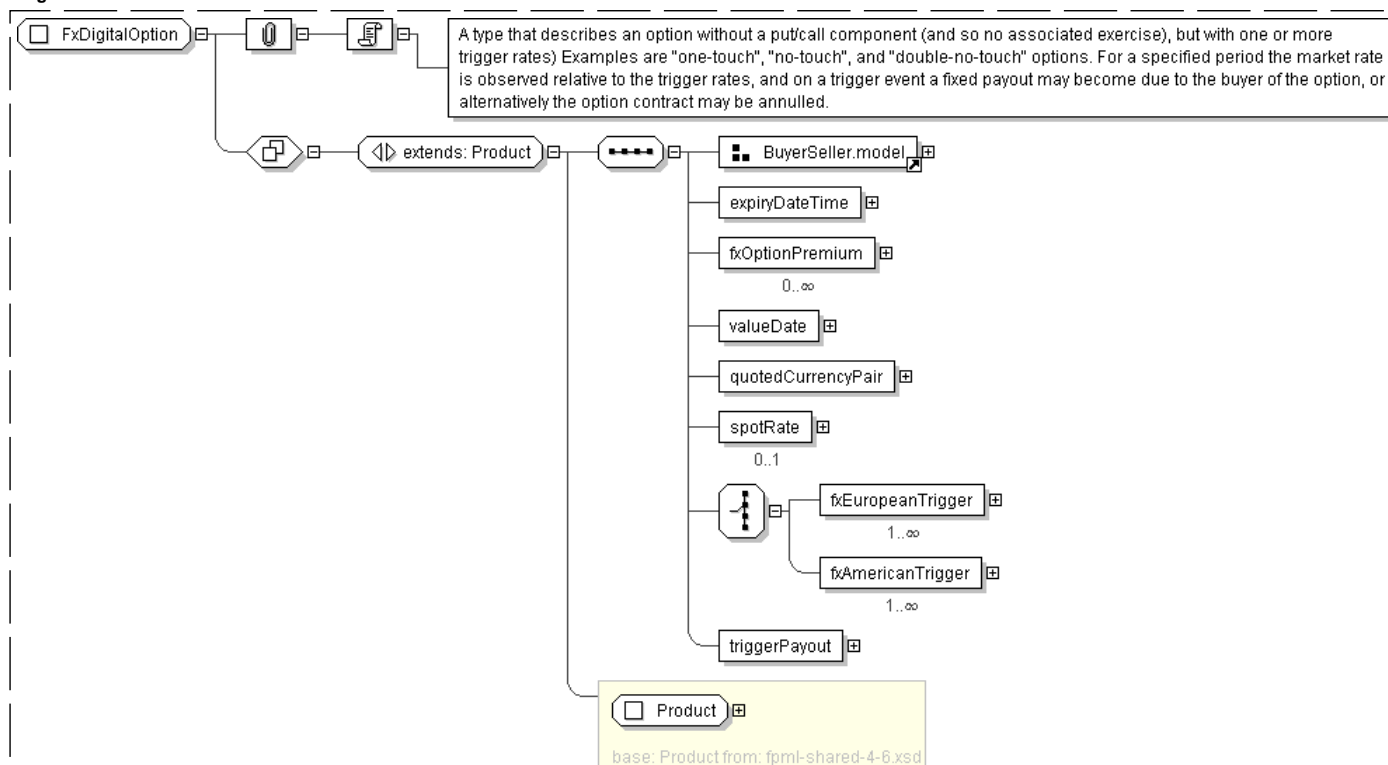 FxDigitalOption
A type that describes an option without a put/call component (and so no associated exercise), but with one or more
trigger rates) Examples are "one-touch", "no-touch", and "double-no-touch" options. For a specified period the market rate
is observed relative to the trigger rates, and on a trigger event a fixed payout may become due to the buyer of the option, or
alternatively the option contract may be annulled.
extends: Product
BuyerSeller.model
expiryDateTime
fxOptionPremium
0..∞
valueDate
quotedCurrencyPair
spotRate
0..1
fxEuropeanTrigger
1..∞
fxAmericanTrigger
1..∞
triggerPayout
Product
base: Product from: fpml-shared-4-6.xsd